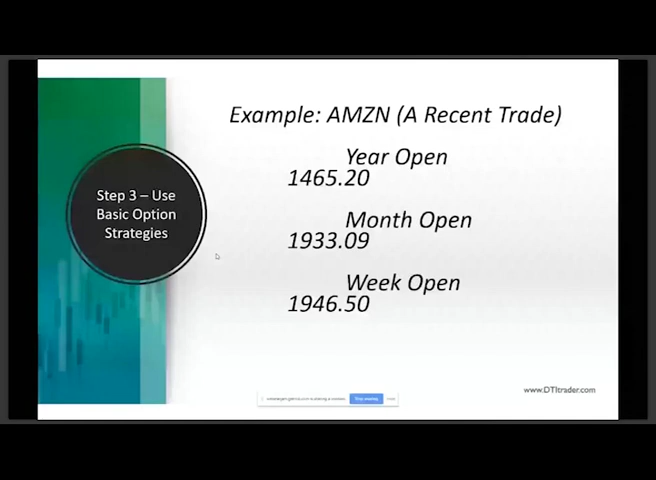 Example: AMZN (A Recent Trade)
Step 3 – Use
Basic Option
Strategies
Year Open
1465.20
Month Open
1933.09
Week Open
1946.50
www.DTItrader.com